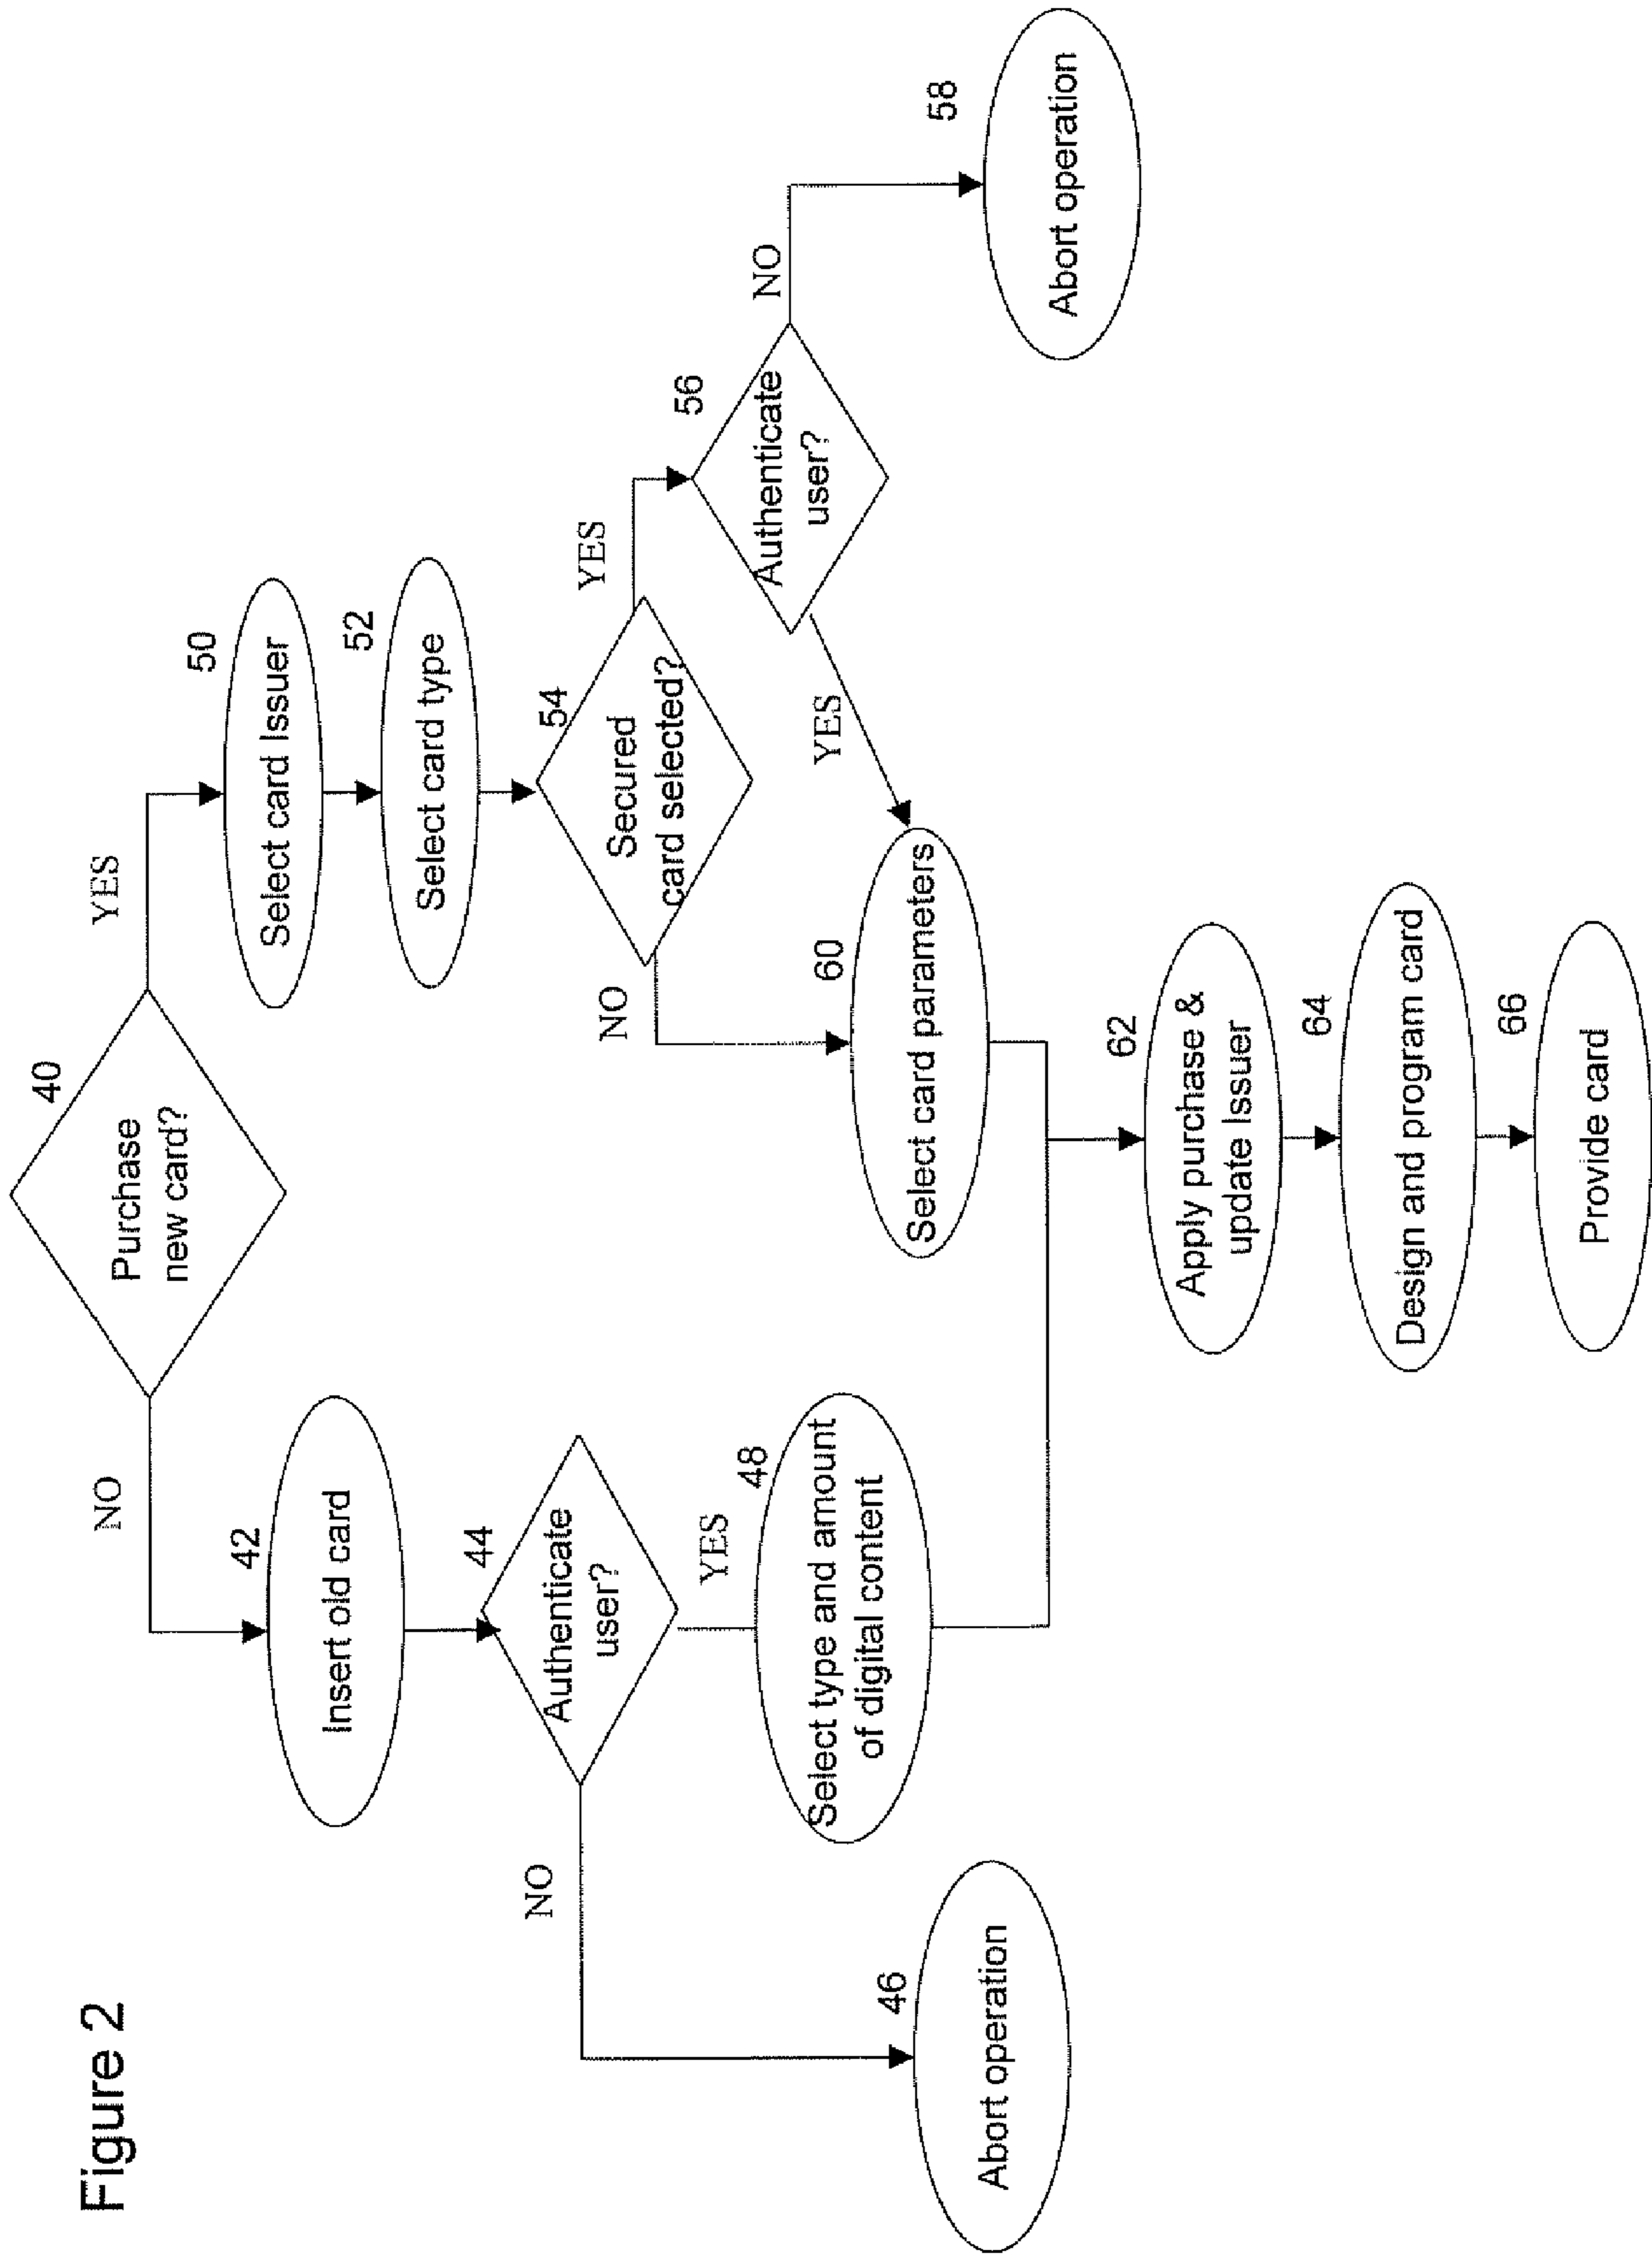 Figure 2
40
Purchase
new card?
NO
YES
42
Insert old card
44
Authenticate
user?
NO
46
Abort operation
YES
48
Select type and amount
of digital content
50
Select card Issuer
52
Select card type
54
Secured
card selected?
YES
56
Authenticate
user?
NO
58
Abort operation
YES
NO
60
Select card parameters
62
Apply purchase &
update Issuer
64
Design and program card
66
Provide card